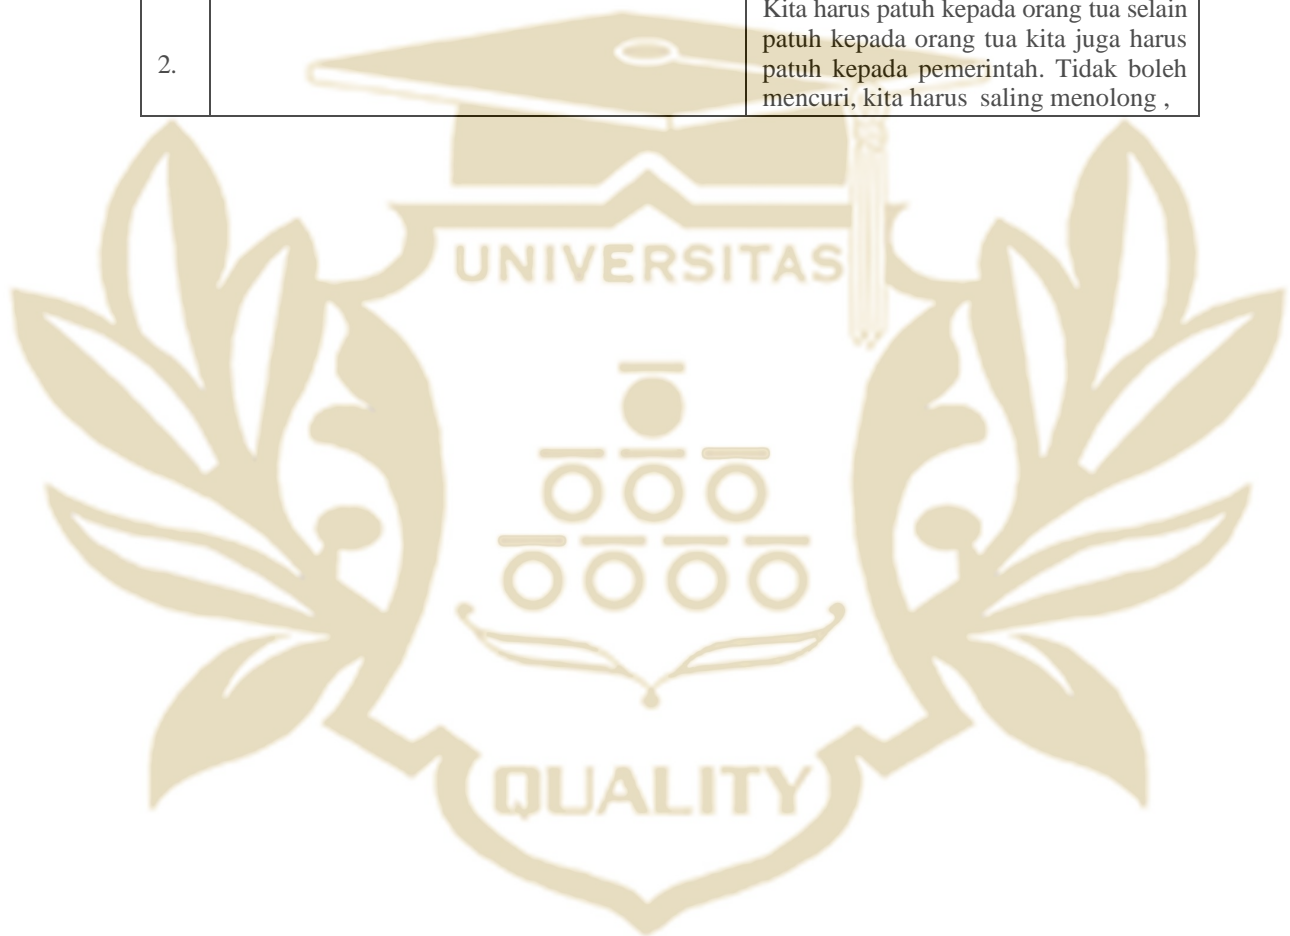 Kita harus patuh kepada orang tua selain
patuh kepada orang tua kita juga harus
2.
patuh kepada pemerintah. Tidak boleh
mencuri, kita harus saling menolong ,
UNIVERSITAS
QUALITY